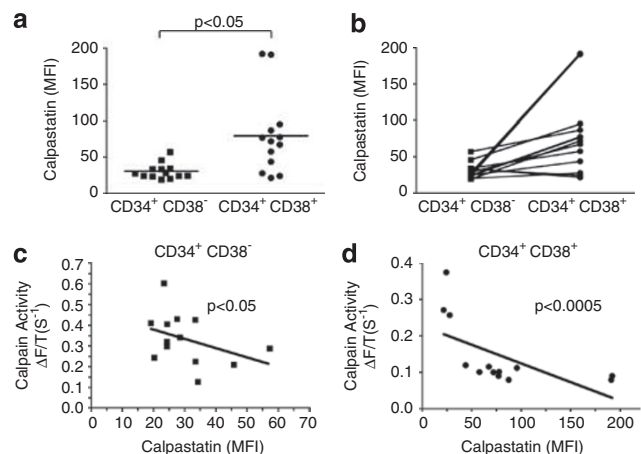 a
p<0.05
Calpastatin (MFI)
200
150
100
50
0
CD34+ CD38-
CD34+ CD38+
b
Calpastatin (MFI)
200
150
100
50
0
CD34+ CD38-
CD34+ CD38+
c
CD34+ CD38-
p<0.05
Calpain Activity
ΔF/T(S-1)
0.7
0.6
0.5
0.4
0.3
0.2
0.1
0.0
0 10 20 30 40 50 60 70
Calpastatin (MFI)
d
CD34+ CD38+
p<0.0005
Calpain Activity
ΔF/T(S-1)
0.4
0.3
0.2
0.1
0.0
0 50 100 150 200
Calpastatin (MFI)